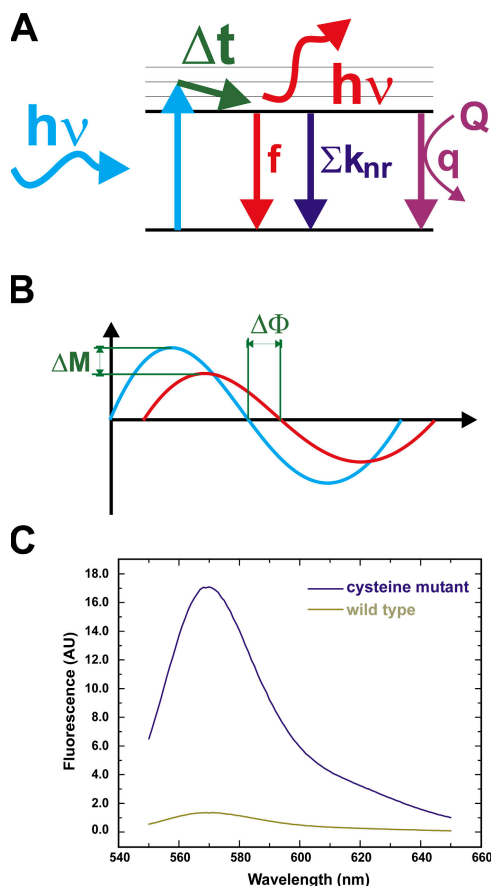 A
Δt
hν
hν
f
Σknr
q
Q
B
ΔΦ
ΔM
C
18.0
16.0
14.0
12.0
10.0
8.0
6.0
4.0
2.0
0.0
Fluorescence (AU)
cysteine mutant
wild type
540 560 580 600 620 640 660
Wavelength (nm)